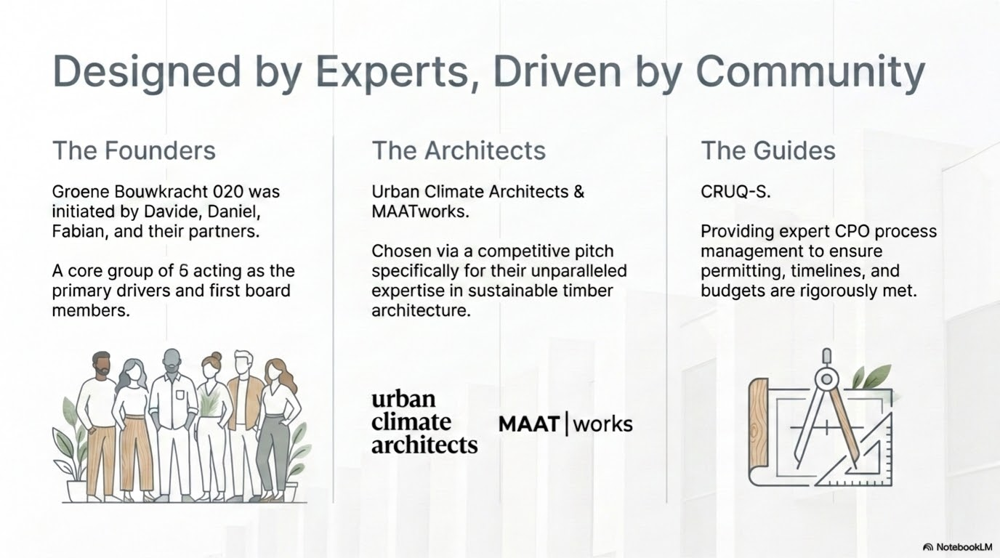 Designed by Experts, Driven by Community
The Founders
Groene Bouwkracht 020 was
initiated by Davide, Daniel,
Fabian, and their partners.
A core group of 6 acting as the
primary drivers and first board
members.
The Architects
Urban Climate Architects &
MAATworks.
Chosen via a competitive pitch
specifically for their unparalleled
expertise in sustainable timber
architecture.
urban
climate
architects
MAAT|works
The Guides
CRUQ-S.
Providing expert CPO process
management to ensure
permitting, timelines, and
budgets are rigorously met.
NotebookLM